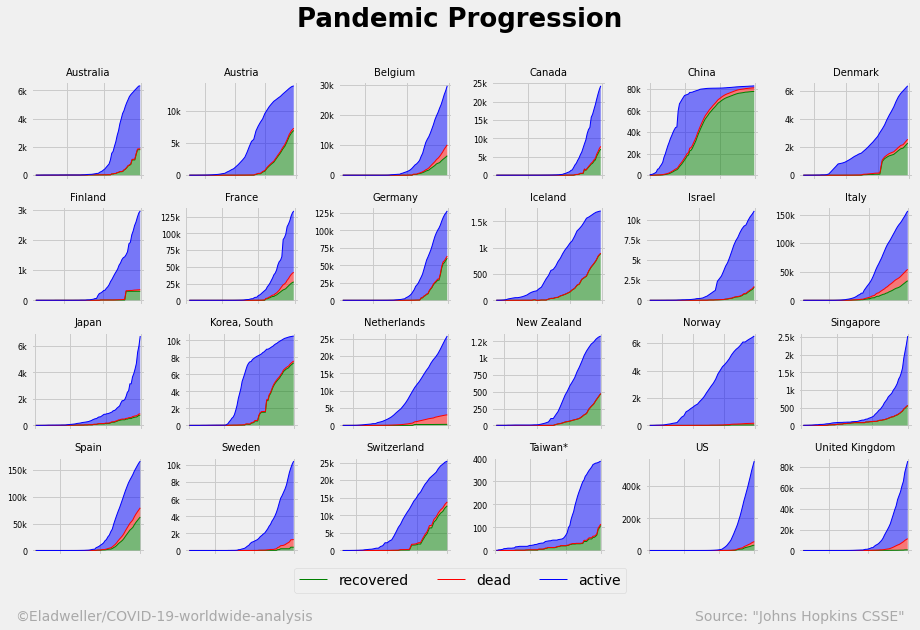 Pandemic Progression
Australia
Austria
Belgium
Canada
China
Denmark
6k
4k
2k
0
10k
5k
0
30k
20k
10k
0
25k
20k
15k
10k
5k
0
80k
60k
40k
20k
0
6k
4k
2k
0
Finland
France
Germany
Iceland
Israel
Italy
3k
2k
1k
0
125k
100k
75k
50k
25k
0
125k
100k
75k
50k
25k
0
1.5k
1k
500
0
10k
7.5k
5k
2.5k
0
150k
100k
50k
0
Japan
Korea, South
Netherlands
New Zealand
Norway
Singapore
6k
4k
2k
0
10k
8k
6k
4k
2k
0
25k
20k
15k
10k
5k
0
1.2k
1k
750
500
250
0
6k
4k
2k
0
2.5k
2k
1.5k
1k
500
0
Spain
Sweden
Switzerland
Taiwan*
US
United Kingdom
150k
100k
50k
0
10k
8k
6k
4k
2k
0
25k
20k
15k
10k
5k
0
400
300
200
100
0
400k
200k
0
80k
60k
40k
20k
0
recovered
dead
active
©Eladweller/COVID-19-worldwide-analysis
Source: "Johns Hopkins CSSE"